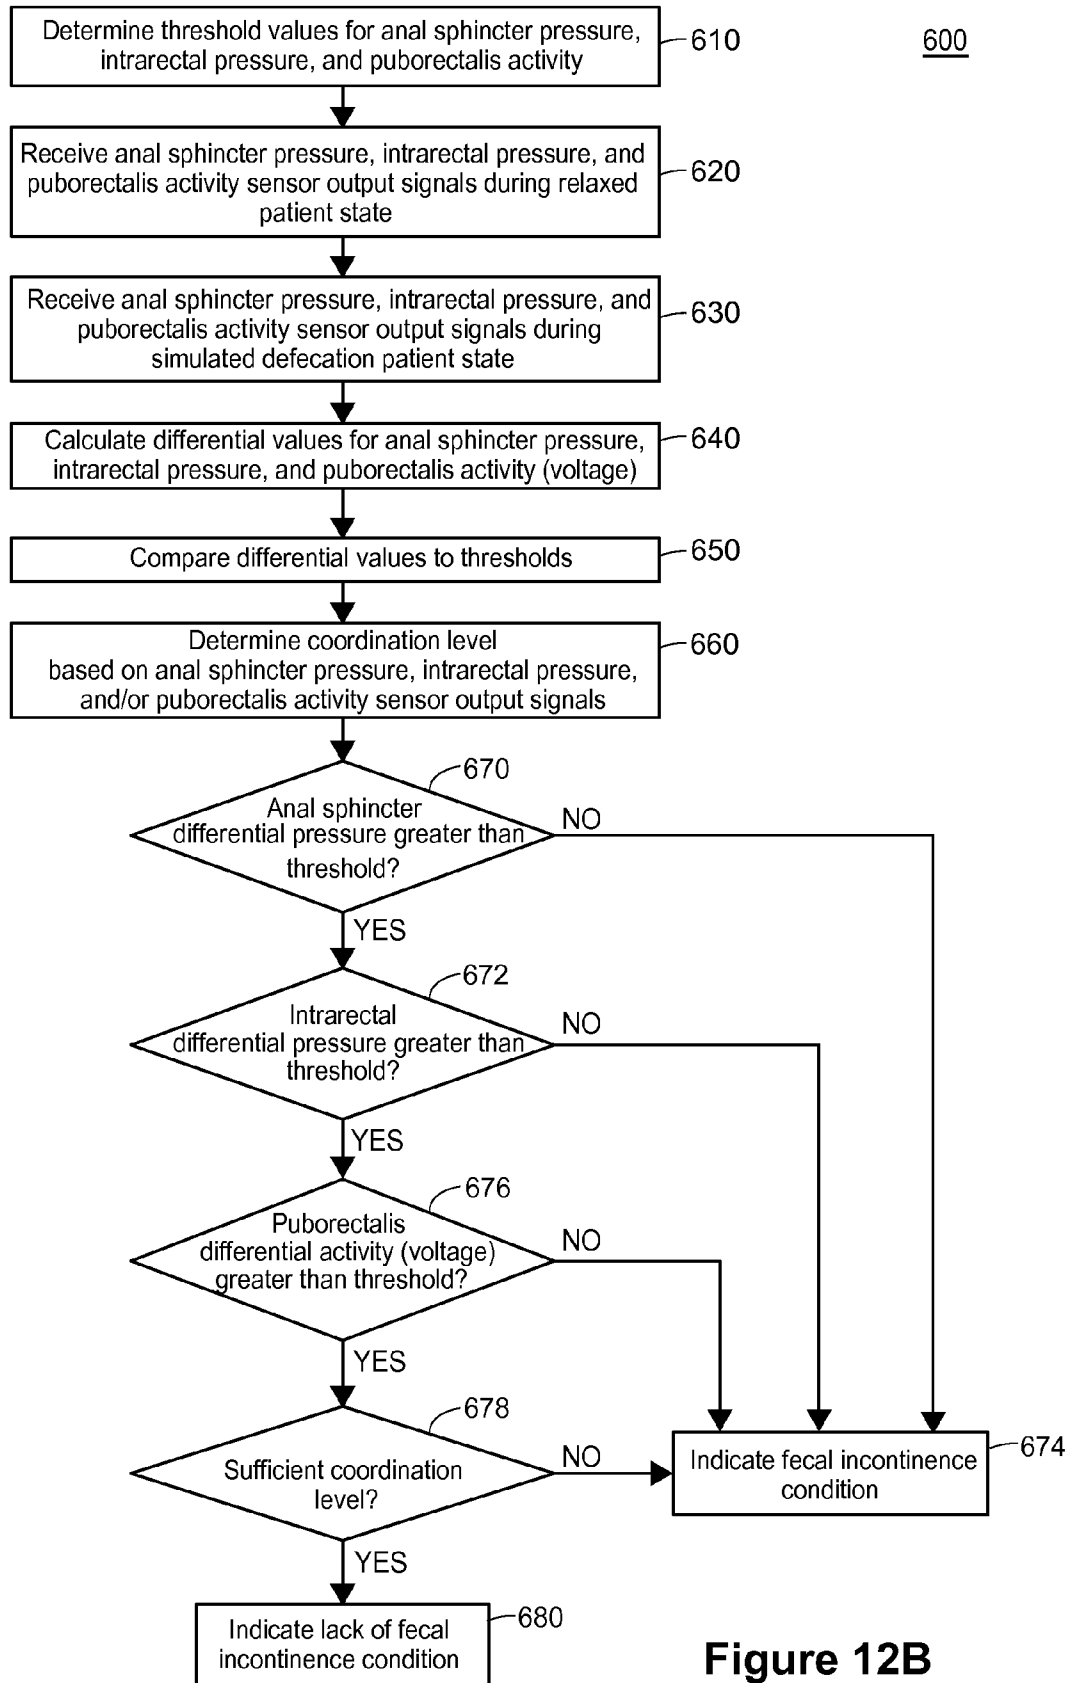 Determine threshold values for anal sphincter pressure,
intrarectal pressure, and puborectalis activity
610
600
Receive anal sphincter pressure, intrarectal pressure, and
puborectalis activity sensor output signals during relaxed
patient state
620
Receive anal sphincter pressure, intrarectal pressure, and
puborectalis activity sensor output signals during
simulated defecation patient state
630
Calculate differential values for anal sphincter pressure,
intrarectal pressure, and puborectalis activity (voltage)
640
Compare differential values to thresholds
650
Determine coordination level
based on anal sphincter pressure, intrarectal pressure,
and/or puborectalis activity sensor output signals
660
670
Anal sphincter
differential pressure greater than
threshold?
NO
YES
672
Intrarectal
differential pressure greater than
threshold?
NO
YES
676
Puborectalis
differential activity (voltage)
greater than threshold?
NO
YES
678
Sufficient coordination
level?
NO
Indicate fecal incontinence
condition
674
YES
Indicate lack of fecal
incontinence condition
680
Figure 12B